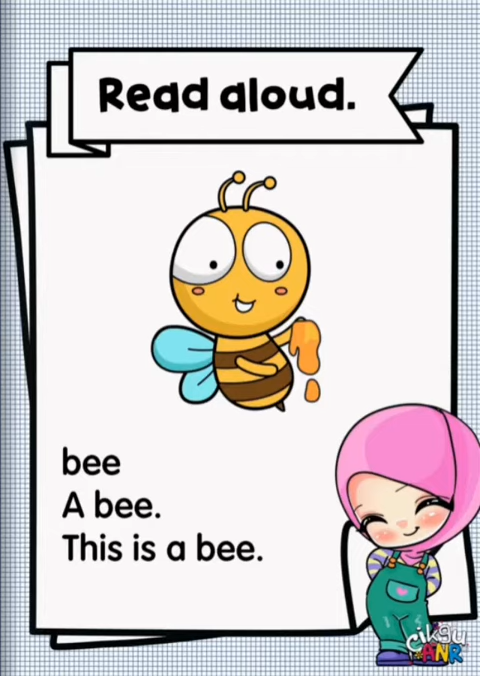 Read aloud.
bee
A bee.
This is a bee.
cikgu
ANR